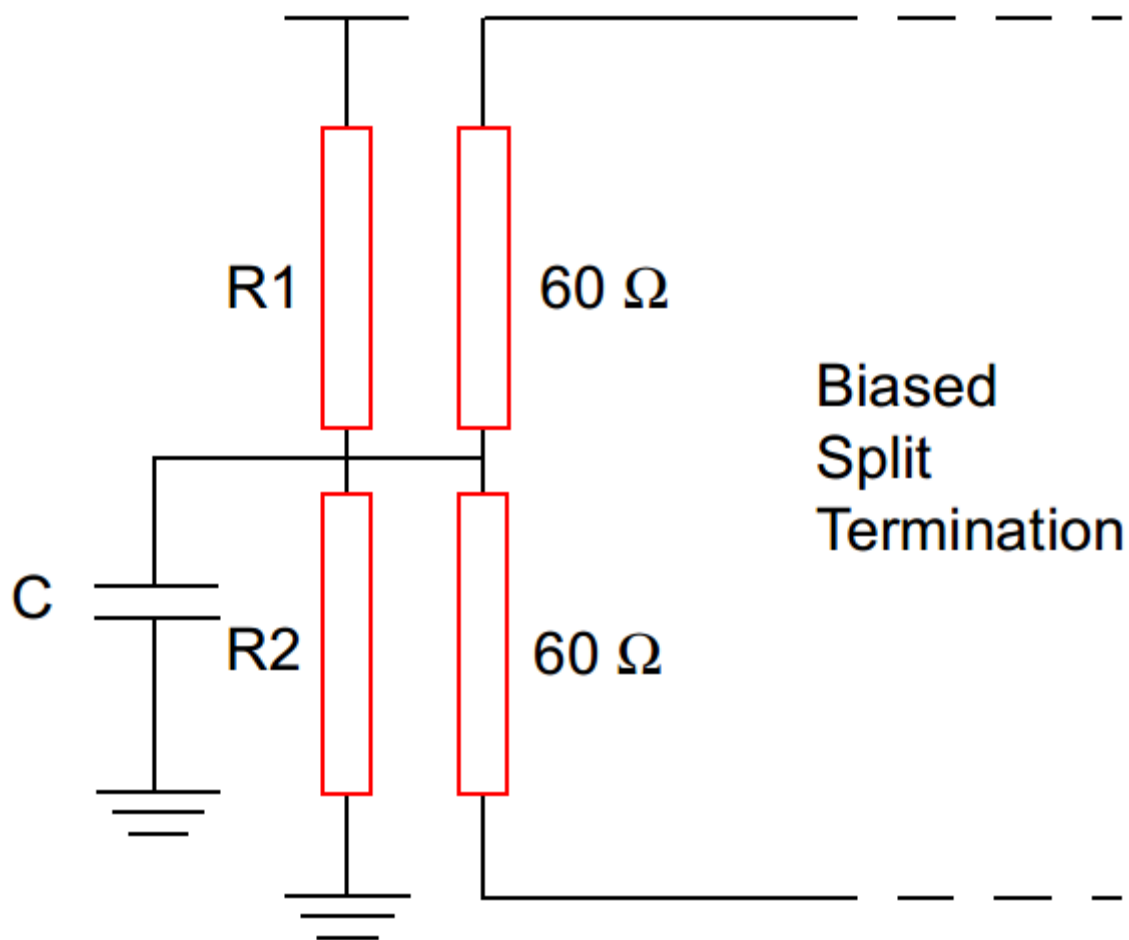 R1
60 Ω
Biased
Split
Termination
C
R2
60 Ω